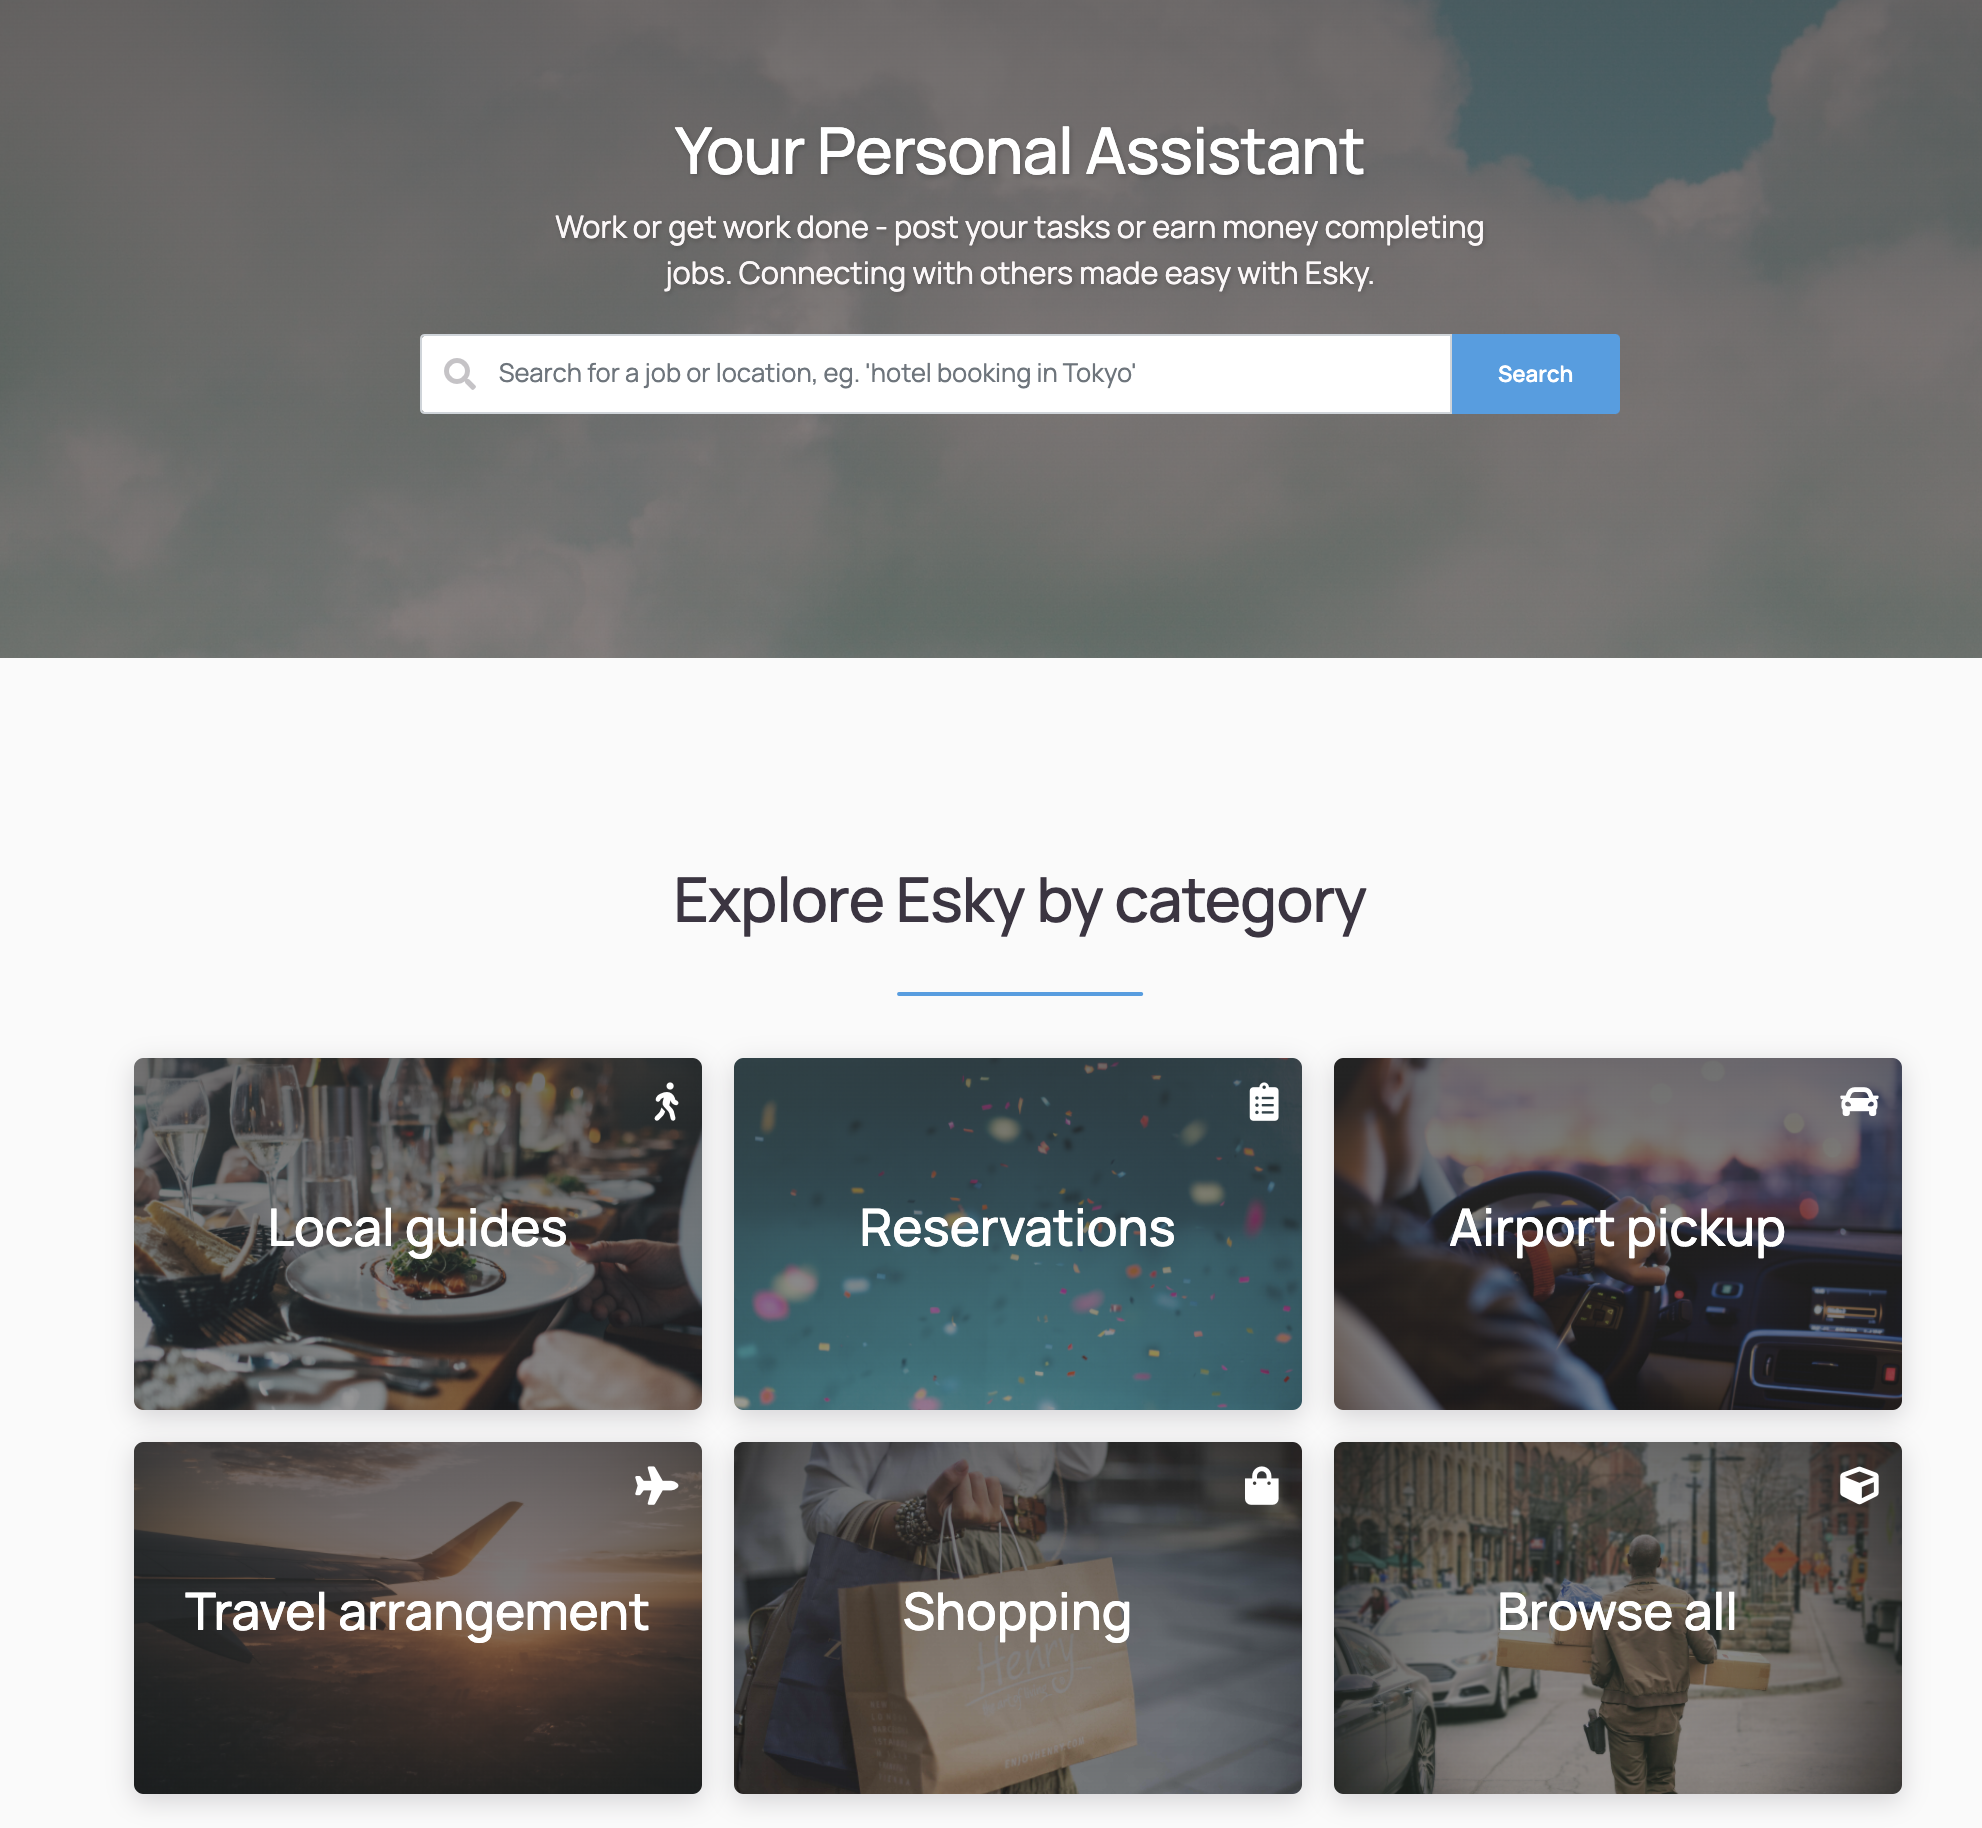 Your Personal Assistant
Work or get work done - post your tasks or earn money completing
jobs. Connecting with others made easy with Esky.
Search for a job or location, eg. 'hotel booking in Tokyo'
Search
Explore Esky by category
Local guides
Reservations
Airport pickup
Travel arrangement
Shopping
Henry
Browse all